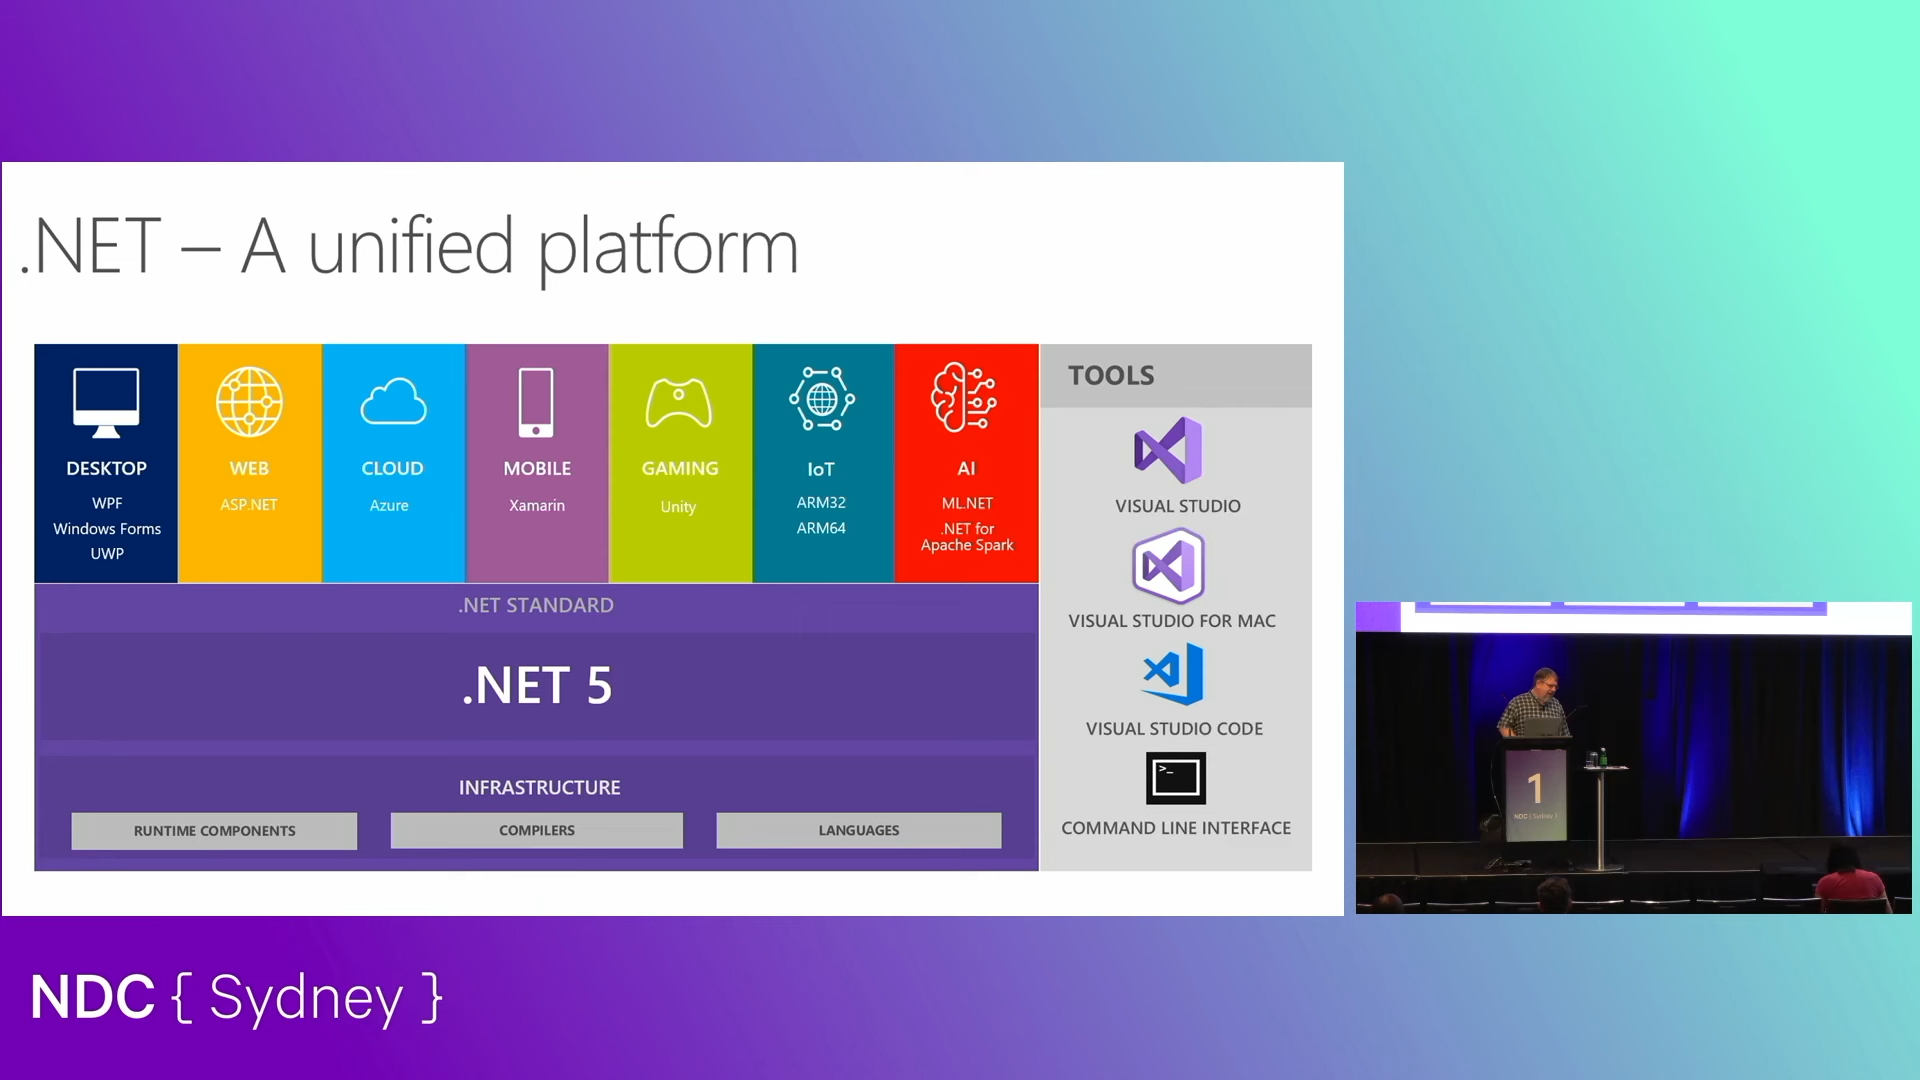 .NET – A unified platform
DESKTOP
WPF
Windows Forms
UWP
WEB
ASP.NET
CLOUD
Azure
MOBILE
Xamarin
GAMING
Unity
IoT
ARM32
ARM64
AI
ML.NET
.NET for
Apache Spark
.NET STANDARD
.NET 5
INFRASTRUCTURE
RUNTIME COMPONENTS
COMPILERS
LANGUAGES
TOOLS
VISUAL STUDIO
VISUAL STUDIO FOR MAC
VISUAL STUDIO CODE
>_
COMMAND LINE INTERFACE
1
NDC { Sydney }
NDC { Sydney }